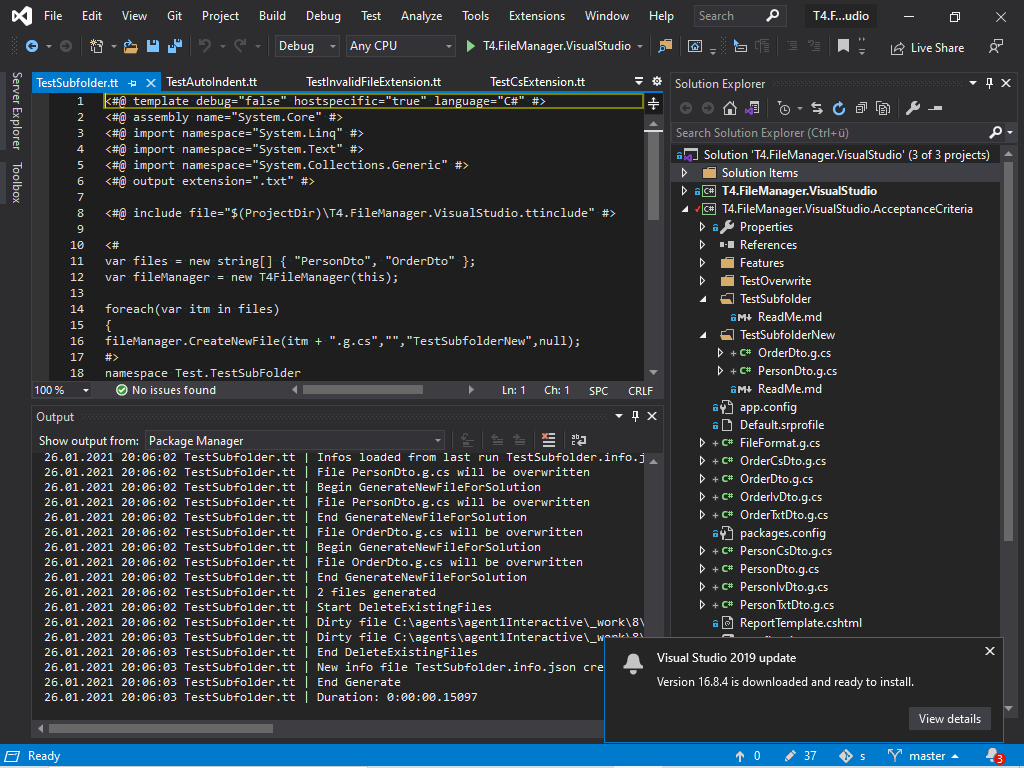 File Edit View Git Project Build Debug Test Analyze Tools Extensions Window Help Search T4.F...udio
Debug Any CPU T4.FileManager.VisualStudio Live Share
Server Explorer
Toolbox
TestSubfolder.tt TestAutoIndent.tt TestInvalidFileExtension.tt TestCsExtension.tt
1 <#@ template debug="false" hostspecific="true" language="C#" #>
2 <#@ assembly name="System.Core" #>
3 <#@ import namespace="System.Linq" #>
4 <#@ import namespace="System.Text" #>
5 <#@ import namespace="System.Collections.Generic" #>
6 <#@ output extension=".txt" #>
7
8 <#@ include file="$(ProjectDir)\T4.FileManager.VisualStudio.ttinclude" #>
9
10 <#
11 var files = new string[] { "PersonDto", "OrderDto" };
12 var fileManager = new T4FileManager(this);
13
14 foreach(var itm in files)
15 {
16 fileManager.CreateNewFile(itm + ".g.cs","","TestSubfolderNew",null);
17 #>
18 namespace Test.TestSubFolder
100 % No issues found Ln: 1 Ch: 1 SPC CRLF
Output
Show output from: Package Manager
26.01.2021 20:06:02 TestSubfolder.tt | Infos loaded from last run TestSubfolder.info.j
26.01.2021 20:06:02 TestSubfolder.tt | File PersonDto.g.cs will be overwritten
26.01.2021 20:06:02 TestSubfolder.tt | Begin GenerateNewFileForSolution
26.01.2021 20:06:02 TestSubfolder.tt | File PersonDto.g.cs will be overwritten
26.01.2021 20:06:02 TestSubfolder.tt | End GenerateNewFileForSolution
26.01.2021 20:06:02 TestSubfolder.tt | File OrderDto.g.cs will be overwritten
26.01.2021 20:06:02 TestSubfolder.tt | Begin GenerateNewFileForSolution
26.01.2021 20:06:02 TestSubfolder.tt | File OrderDto.g.cs will be overwritten
26.01.2021 20:06:02 TestSubfolder.tt | End GenerateNewFileForSolution
26.01.2021 20:06:02 TestSubfolder.tt | 2 files generated
26.01.2021 20:06:02 TestSubfolder.tt | Start DeleteExistingFiles
26.01.2021 20:06:02 TestSubfolder.tt | Dirty file C:\agents\agent1Interactive\_work\8\
26.01.2021 20:06:03 TestSubfolder.tt | Dirty file C:\agents\agent1Interactive\_work\8\
26.01.2021 20:06:03 TestSubfolder.tt | End DeleteExistingFiles
26.01.2021 20:06:03 TestSubfolder.tt | New info file TestSubfolder.info.json cre
26.01.2021 20:06:03 TestSubfolder.tt | End Generate
26.01.2021 20:06:03 TestSubfolder.tt | Duration: 0:00:00.15097
Solution Explorer
Search Solution Explorer (Ctrl+ü)
Solution 'T4.FileManager.VisualStudio' (3 of 3 projects)
Solution Items
C# T4.FileManager.VisualStudio
C# T4.FileManager.VisualStudio.AcceptanceCriteria
Properties
References
Features
TestOverwrite
TestSubfolder
M+ ReadMe.md
TestSubfolderNew
C# OrderDto.g.cs
C# PersonDto.g.cs
M+ ReadMe.md
app.config
Default.srprofile
C# FileFormat.g.cs
C# OrderCsDto.g.cs
C# OrderDto.g.cs
C# OrderIvDto.g.cs
C# OrderTxtDto.g.cs
packages.config
C# PersonCsDto.g.cs
C# PersonDto.g.cs
C# PersonIvDto.g.cs
C# PersonTxtDto.g.cs
ReportTemplate.cshtml
Visual Studio 2019 update
Version 16.8.4 is downloaded and ready to install.
View details
Ready 0 37 s master 3